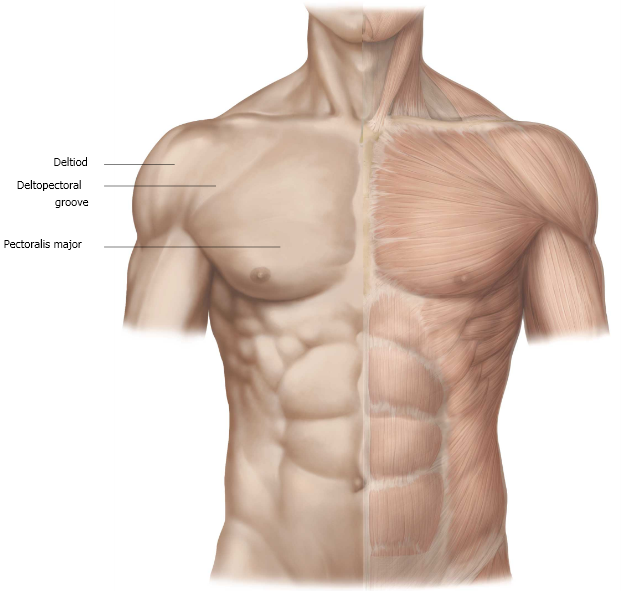 Deltiod
Deltopectoral
groove
Pectoralis major